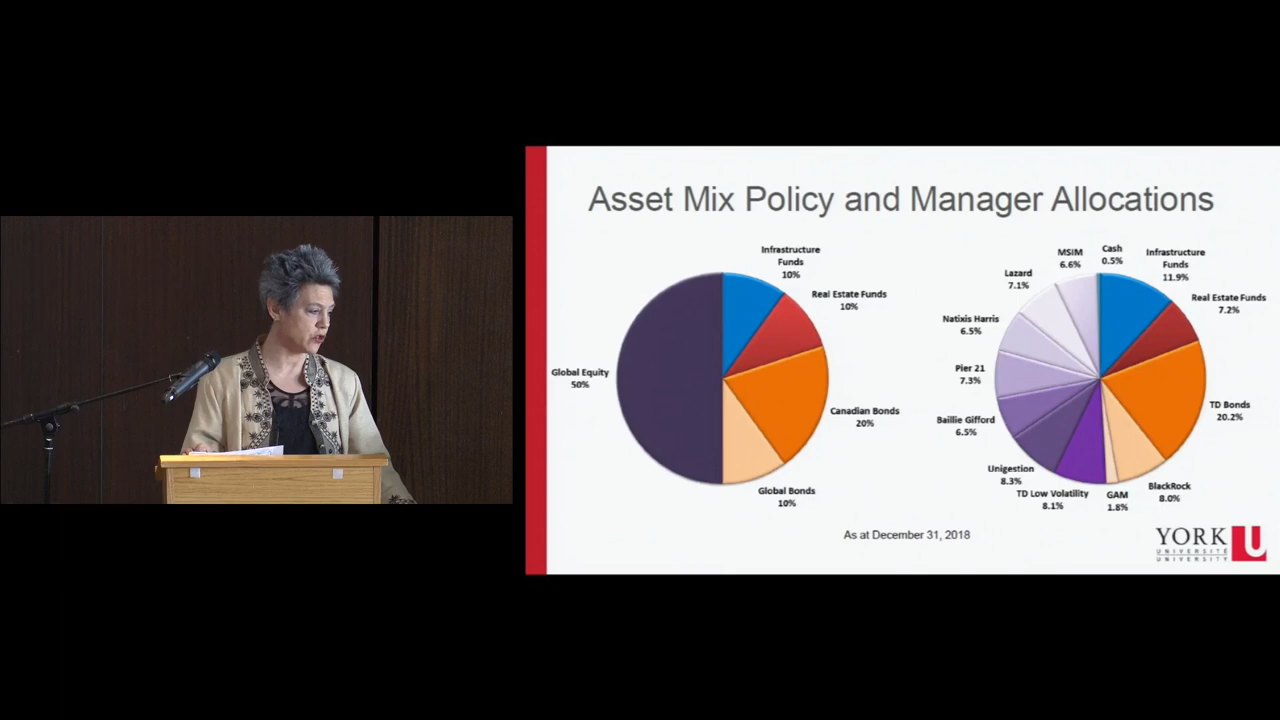 Asset Mix Policy and Manager Allocations
Infrastructure
Funds
10%
Real Estate Funds
10%
Global Equity
50%
Canadian Bonds
20%
Global Bonds
10%
MSIM
6.6%
Cash
0.5%
Infrastructure
Funds
11.9%
Lazard
7.1%
Real Estate Funds
7.2%
Natixis Harris
6.5%
Pier 21
7.3%
TD Bonds
20.2%
Baillie Gifford
6.5%
Unigestion
8.3%
TD Low Volatility
8.1%
GAM
1.8%
BlackRock
8.0%
As at December 31, 2018
YORK U
UNIVERSITÉ
UNIVERSITY